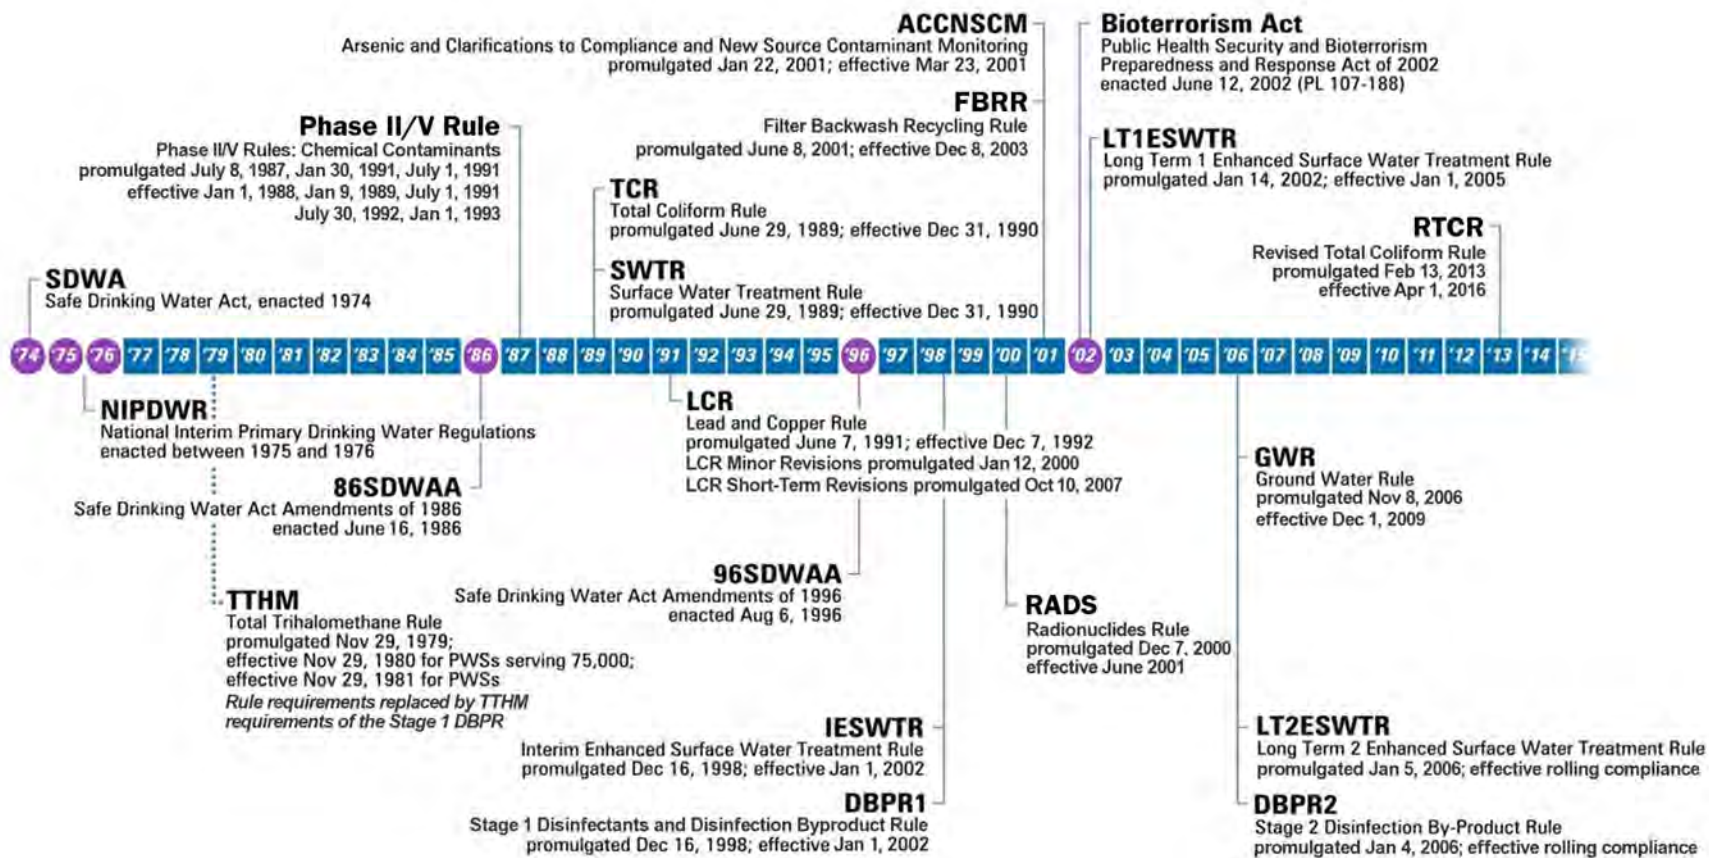 ACCNSCM
Arsenic and Clarifications to Compliance and New Source Contaminant Monitoring
promulgated Jan 22, 2001; effective Mar 23, 2001
Bioterrorism Act
Public Health Security and Bioterrorism
Preparedness and Response Act of 2002
enacted June 12, 2002 (PL 107-188)
FBRR
Filter Backwash Recycling Rule
promulgated June 8, 2001; effective Dec 8, 2003
Phase II/V Rule
Phase II/V Rules: Chemical Contaminants
promulgated July 8, 1987, Jan 30, 1991, July 1, 1991
effective Jan 1, 1988, Jan 9, 1989, July 1, 1991
July 30, 1992, Jan 1, 1993
LT1ESWTR
Long Term 1 Enhanced Surface Water Treatment Rule
promulgated Jan 14, 2002; effective Jan 1, 2005
TCR
Total Coliform Rule
promulgated June 29, 1989; effective Dec 31, 1990
RTCR
Revised Total Coliform Rule
promulgated Feb 13, 2013
effective Apr 1, 2016
SDWA
Safe Drinking Water Act, enacted 1974
SWTR
Surface Water Treatment Rule
promulgated June 29, 1989; effective Dec 31, 1990
'74 '75 '76 '77 '78 '79 '80 '81 '82 '83 '84 '85 '86 '87 '88 '89 '90 '91 '92 '93 '94 '95 '96 '97 '98 '99 '00 '01 '02 '03 '04 '05 '06 '07 '08 '09 '10 '11 '12 '13 '14 '15
NIPDWR
National Interim Primary Drinking Water Regulations
enacted between 1975 and 1976
LCR
Lead and Copper Rule
promulgated June 7, 1991; effective Dec 7, 1992
LCR Minor Revisions promulgated Jan 12, 2000
LCR Short-Term Revisions promulgated Oct 10, 2007
GWR
Ground Water Rule
promulgated Nov 8, 2006
effective Dec 1, 2009
86SDWAA
Safe Drinking Water Act Amendments of 1986
enacted June 16, 1986
96SDWAA
Safe Drinking Water Act Amendments of 1996
enacted Aug 6, 1996
TTHM
Total Trihalomethane Rule
promulgated Nov 29, 1979;
effective Nov 29, 1980 for PWSs serving 75,000;
effective Nov 29, 1981 for PWSs
Rule requirements replaced by TTHM
requirements of the Stage 1 DBPR
RADS
Radionuclides Rule
promulgated Dec 7, 2000
effective June 2001
IESWTR
Interim Enhanced Surface Water Treatment Rule
promulgated Dec 16, 1998; effective Jan 1, 2002
LT2ESWTR
Long Term 2 Enhanced Surface Water Treatment Rule
promulgated Jan 5, 2006; effective rolling compliance
DBPR1
Stage 1 Disinfectants and Disinfection Byproduct Rule
promulgated Dec 16, 1998; effective Jan 1, 2002
DBPR2
Stage 2 Disinfection By-Product Rule
promulgated Jan 4, 2006; effective rolling compliance